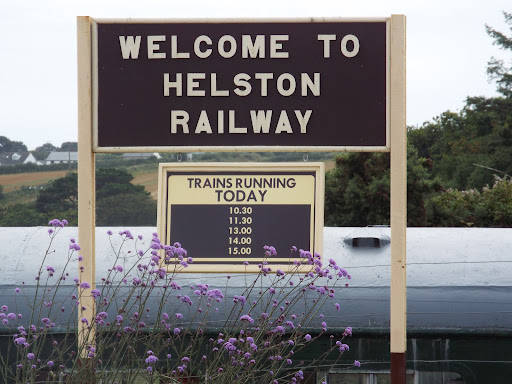 WELCOME TO
HELSTON
RAILWAY
TRAINS RUNNING
TODAY
10.30
11.30
13.00
14.00
15.00